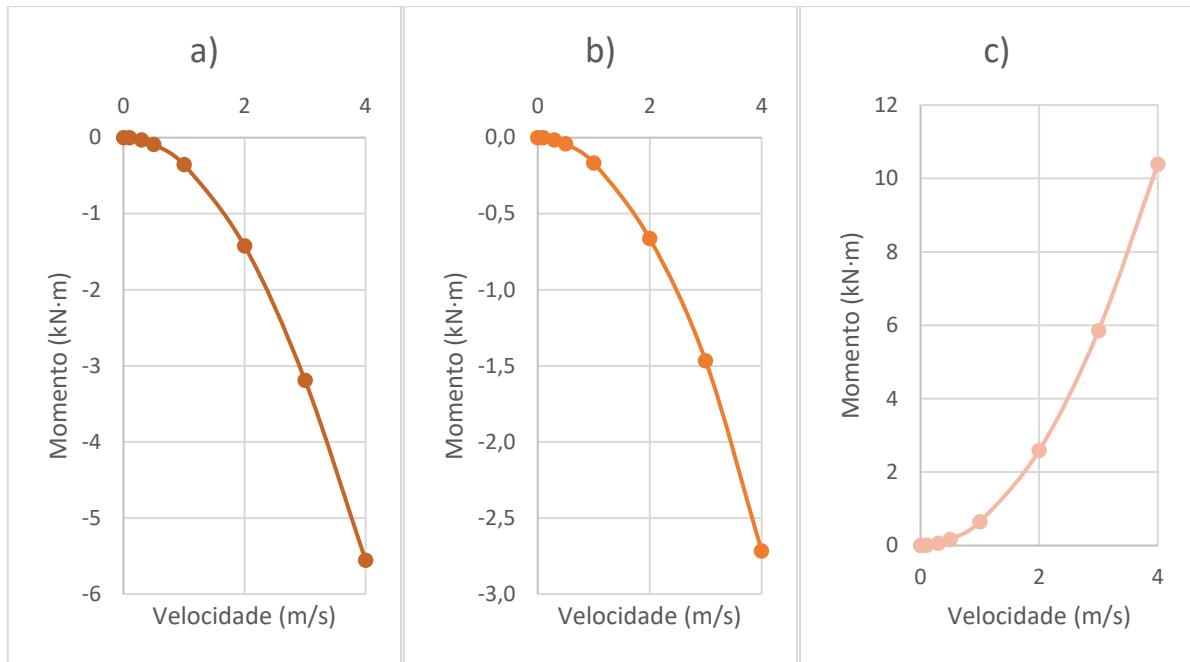 a)
0 2 4
0
-1
-2
-3
-4
-5
-6
Momento (kN·m)
Velocidade (m/s)
b)
0 2 4
0,0
-0,5
-1,0
-1,5
-2,0
-2,5
-3,0
Momento (kN·m)
Velocidade (m/s)
c)
12
10
8
6
4
2
0
0 2 4
Momento (kN·m)
Velocidade (m/s)